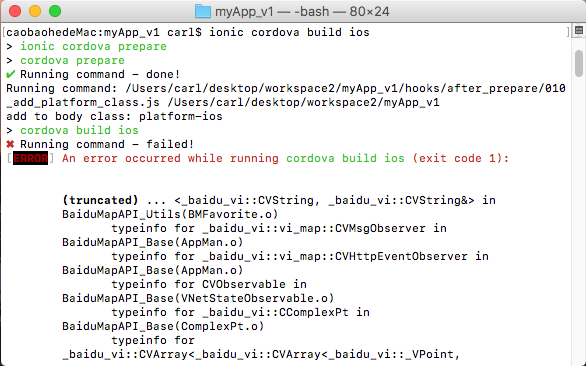 myApp_v1 — -bash — 80×24
[caobaohedeMac:myApp_v1 carl$ ionic cordova build ios
> ionic cordova prepare
> cordova prepare
✔ Running command - done!
Running command: /Users/carl/desktop/workspace2/myApp_v1/hooks/after_prepare/010
_add_platform_class.js /Users/carl/desktop/workspace2/myApp_v1
add to body class: platform-ios
> cordova build ios
✖ Running command - failed!
[ERROR] An error occurred while running cordova build ios (exit code 1):
(truncated) ... <_baidu_vi::CVString, _baidu_vi::CVString&> in
BaiduMapAPI_Utils(BMFavorite.o)
typeinfo for _baidu_vi::vi_map::CVMsgObserver in
BaiduMapAPI_Base(AppMan.o)
typeinfo for _baidu_vi::vi_map::CVHttpEventObserver in
BaiduMapAPI_Base(AppMan.o)
typeinfo for CVObservable in
BaiduMapAPI_Base(VNetStateObservable.o)
typeinfo for _baidu_vi::CComplexPt in
BaiduMapAPI_Base(ComplexPt.o)
typeinfo for
_baidu_vi::CVArray<_baidu_vi::CVArray<_baidu_vi::_VPoint,